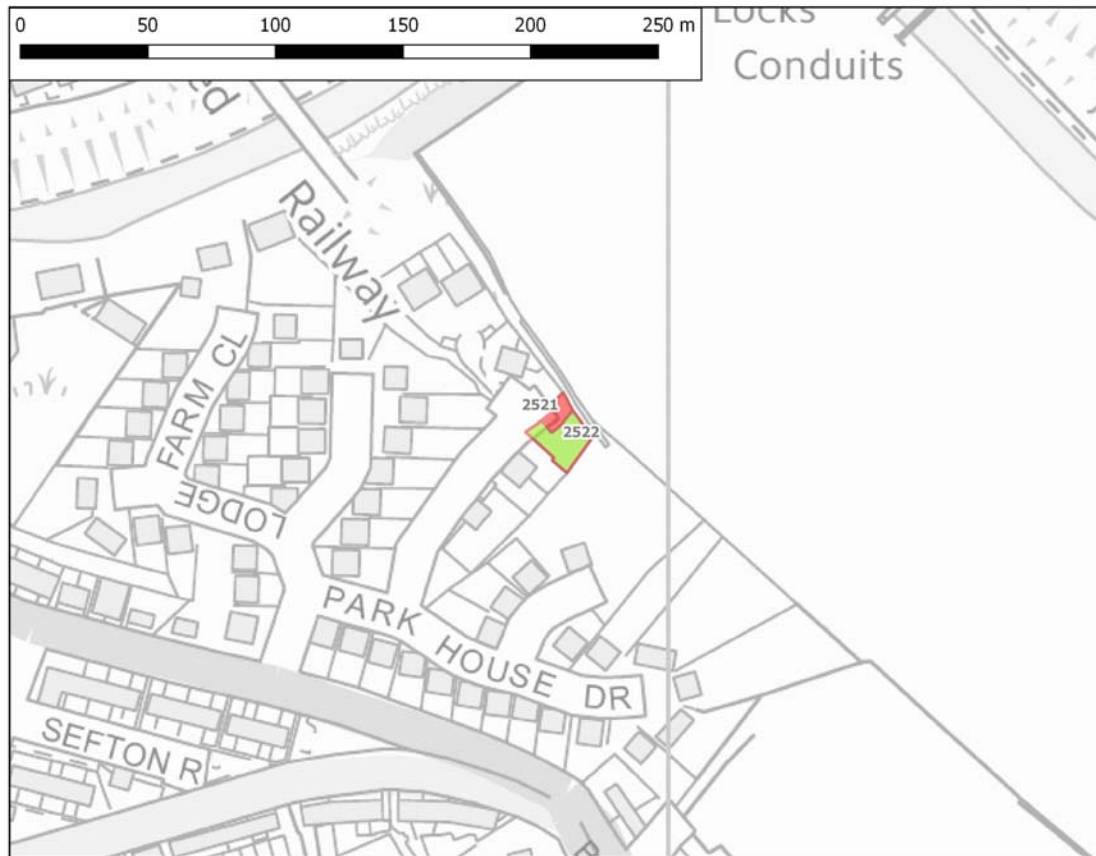 0 50 100 150 200 250 m
Locks
Conduits
Railway
2521
2522
FARM CL
LODGE
PARK HOUSE DR
SEFTON R